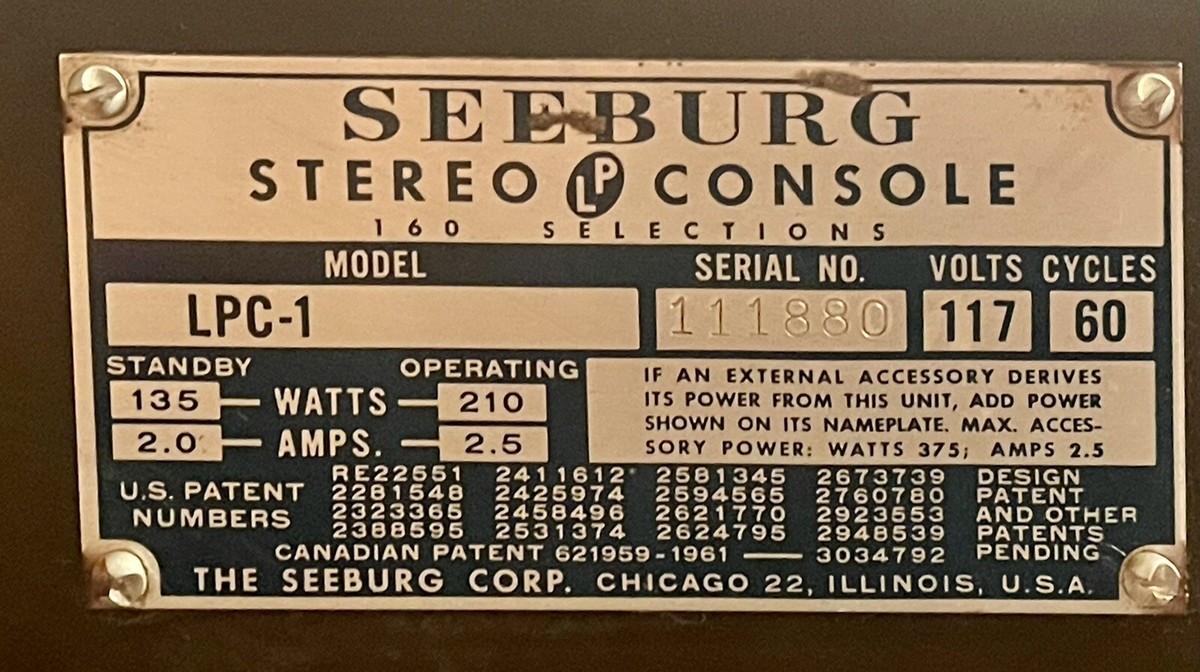 SEEBURG
STEREO LP CONSOLE
160 SELECTIONS
MODEL SERIAL NO. VOLTS CYCLES
LPC-1 111880 117 60
STANDBY OPERATING
135 — WATTS — 210
2.0 — AMPS. — 2.5
IF AN EXTERNAL ACCESSORY DERIVES
ITS POWER FROM THIS UNIT, ADD POWER
SHOWN ON ITS NAMEPLATE. MAX. ACCES-
SORY POWER: WATTS 375; AMPS 2.5
U.S. PATENT
NUMBERS
RE22551 2411612 2581345 2673739 DESIGN
2281548 2425974 2594565 2760780 PATENT
2323365 2458496 2621770 2923553 AND OTHER
2388595 2531374 2624795 2948539 PATENTS
CANADIAN PATENT 621959-1961 — 3034792 PENDING
THE SEEBURG CORP. CHICAGO 22, ILLINOIS, U.S.A.